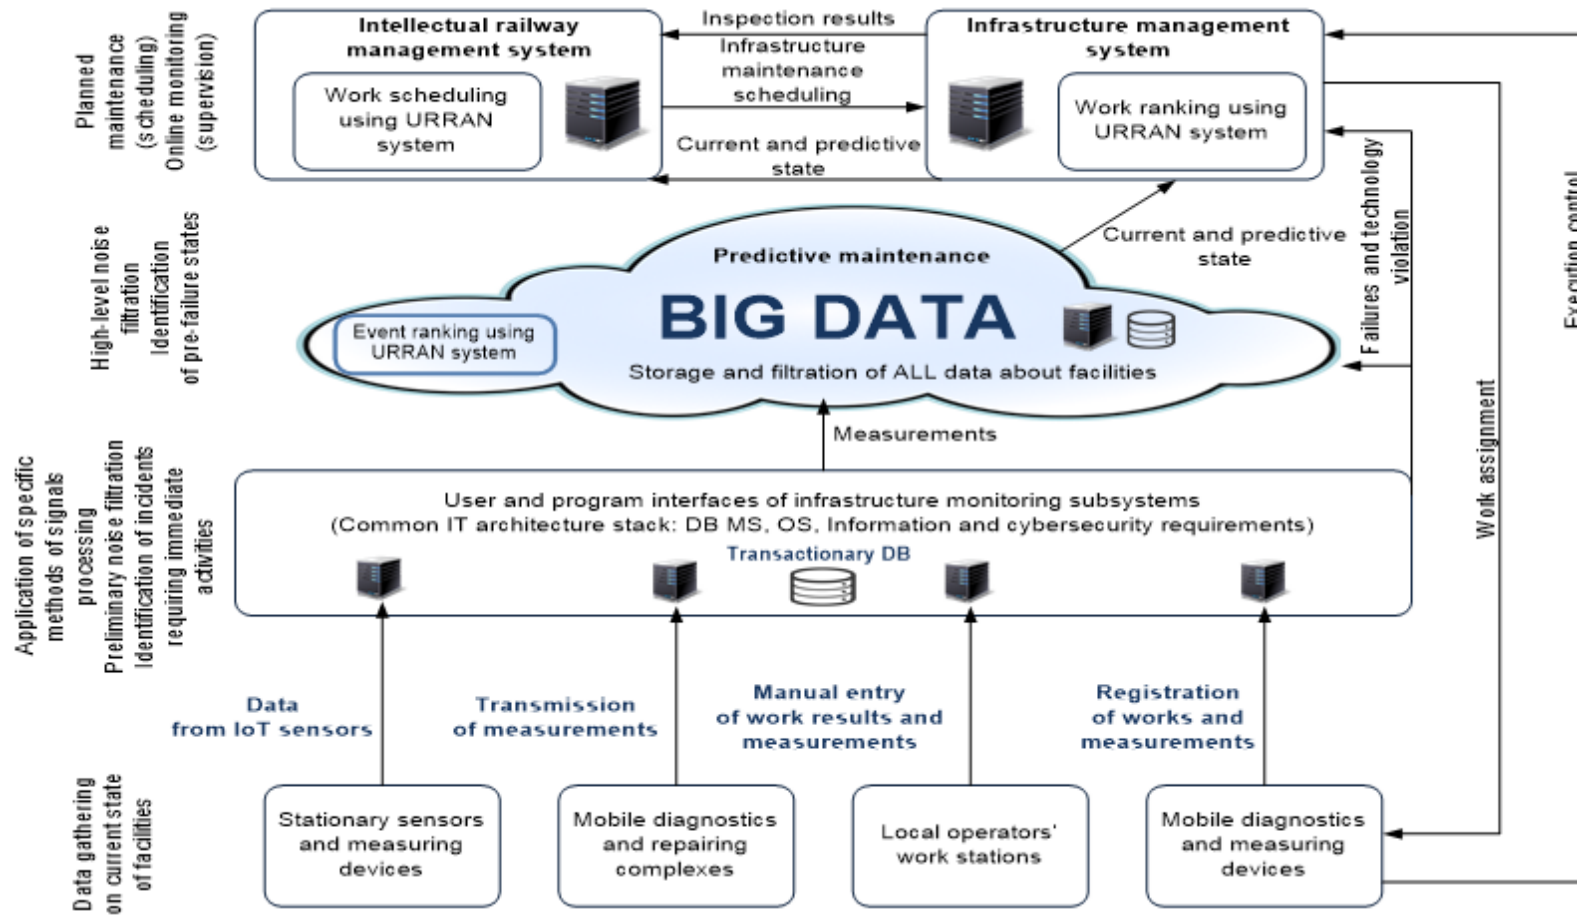 Planned
maintenance
(scheduling)
Online monitoring
(supervision)
Intellectual railway
management system
Work scheduling
using URRAN
system
Inspection results
Infrastructure
maintenance
scheduling
Current and predictive
state
Infrastructure management
system
Work ranking using
URRAN system
High-level noise
filtration
Identification
of pre-failure states
Predictive maintenance
BIG DATA
Event ranking using
URRAN system
Storage and filtration of ALL data about facilities
Current and predictive
state
Failures and technology
violation
Execution control
Work assignment
Measurements
Application of specific
methods of signals
processing
Preliminary nois e filtration
Identification of incidents
requiring immediate
activities
User and program interfaces of infrastructure monitoring subsystems
(Common IT architecture stack: DB MS, OS, Information and cybersecurity requirements)
Transactionary DB
Data
from IoT sensors
Transmission
of measurements
Manual entry
of work results and
measurements
Registration
of works and
measurements
Data gathering
on current state
of facilities
Stationary sensors
and measuring
devices
Mobile diagnostics
and repairing
complexes
Local operators'
work stations
Mobile diagnostics
and measuring
devices